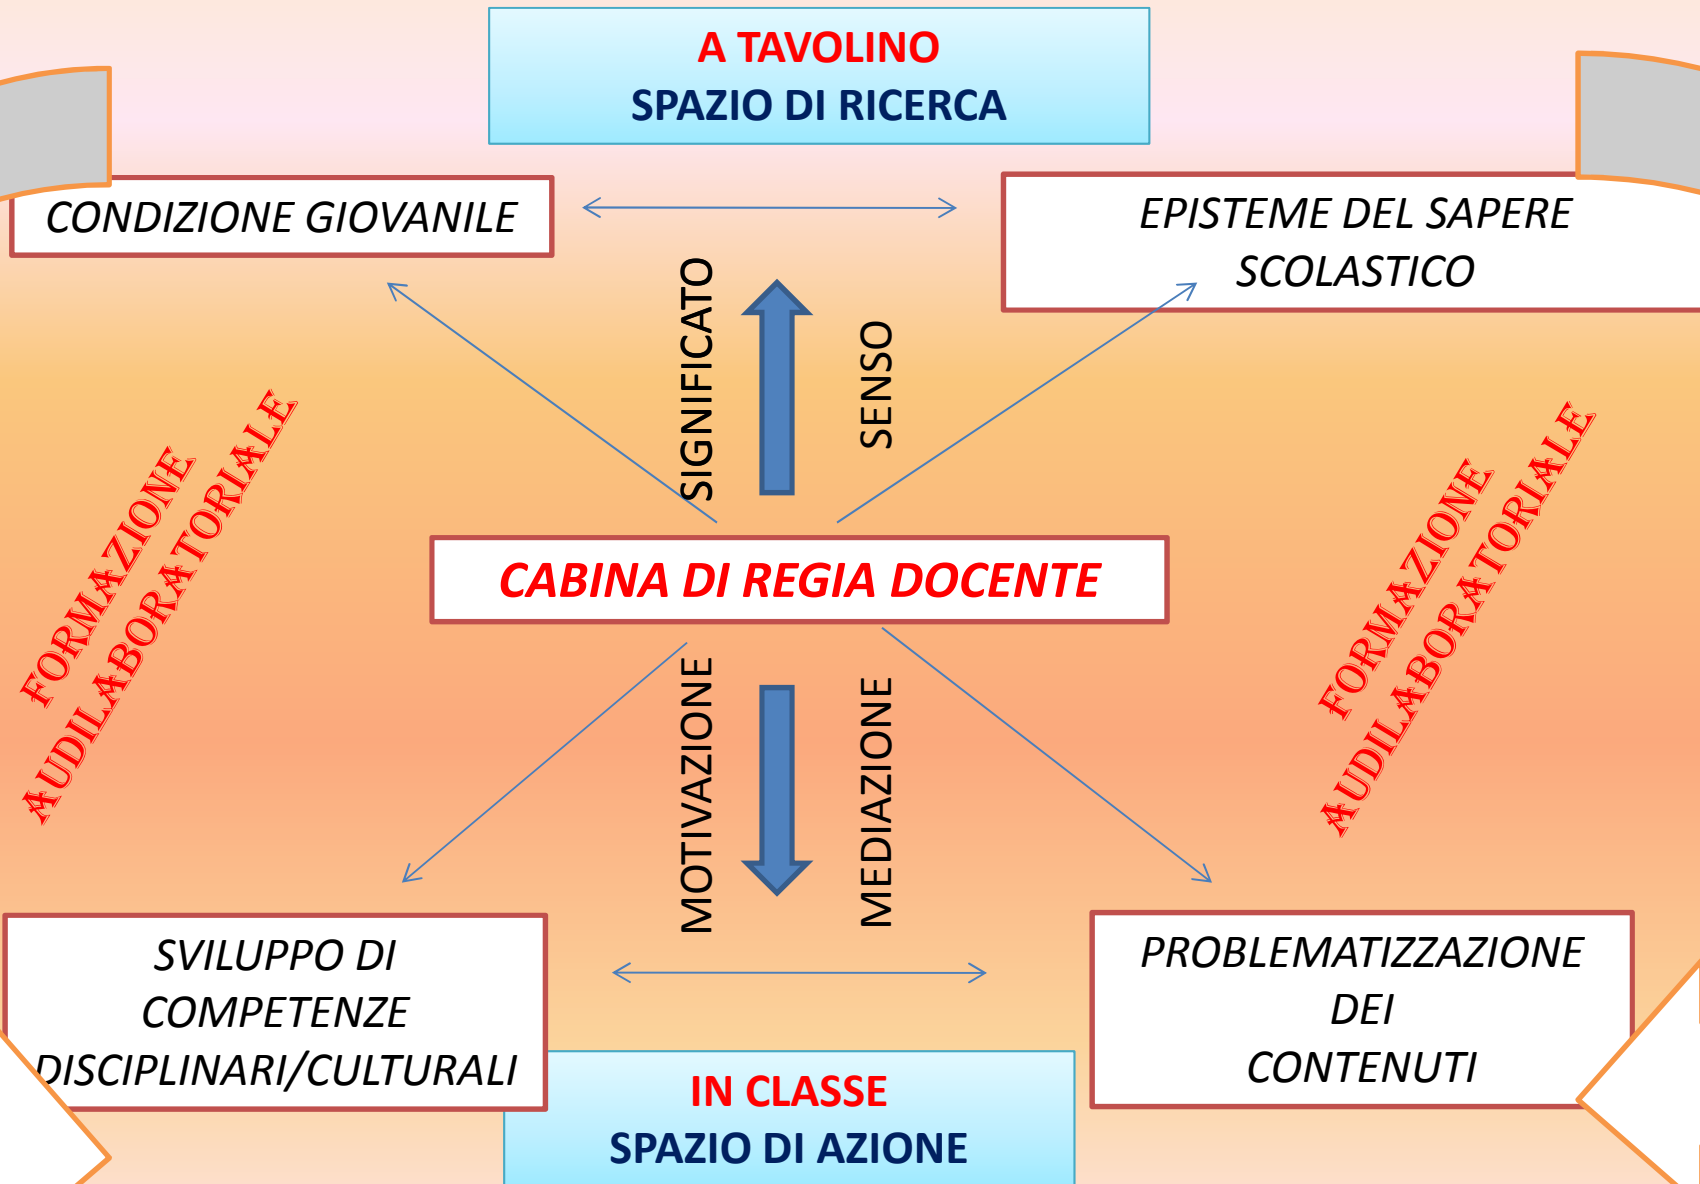 A TAVOLINO
SPAZIO DI RICERCA
CONDIZIONE GIOVANILE
EPISTEME DEL SAPERE
SCOLASTICO
SIGNIFICATO
SENSO
FORMAZIONE
AUDILABORATORIALE
FORMAZIONE
AUDILABORATORIALE
CABINA DI REGIA DOCENTE
MOTIVAZIONE
MEDIAZIONE
SVILUPPO DI
COMPETENZE
DISCIPLINARI/CULTURALI
PROBLEMATIZZAZIONE
DEI
CONTENUTI
IN CLASSE
SPAZIO DI AZIONE